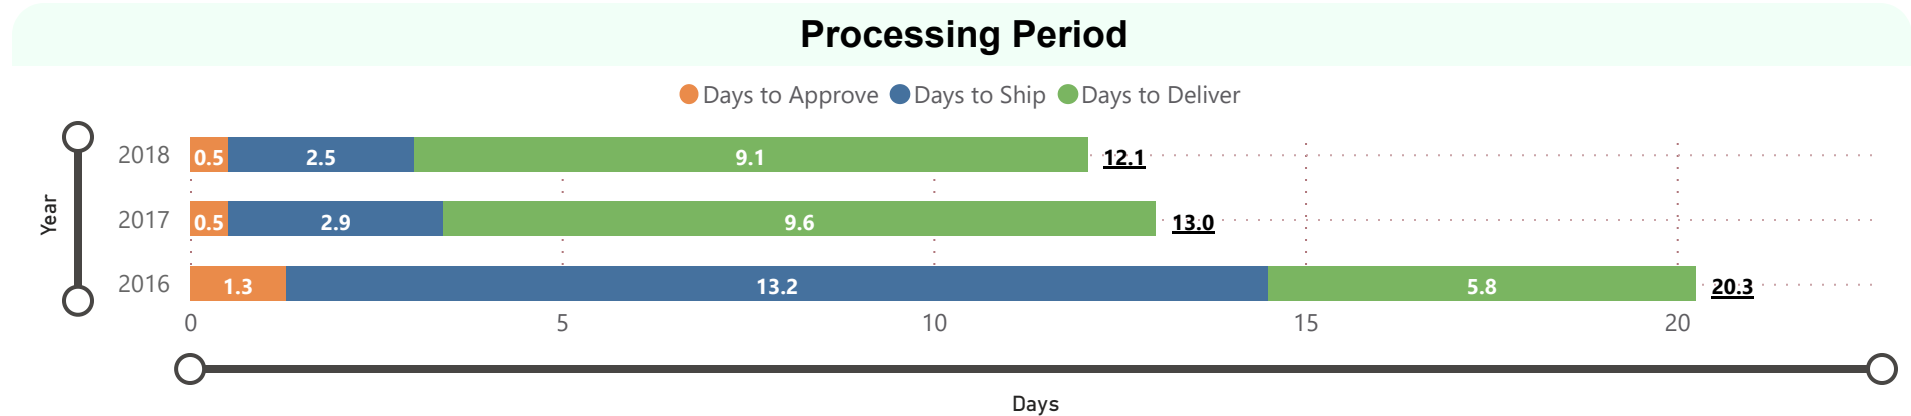 Processing Period
Days to Approve Days to Ship Days to Deliver
2018 0.5 2.5 9.1 12.1
Year
2017 0.5 2.9 9.6 13.0
2016 1.3 13.2 5.8 20.3
0 5 10 15 20
Days